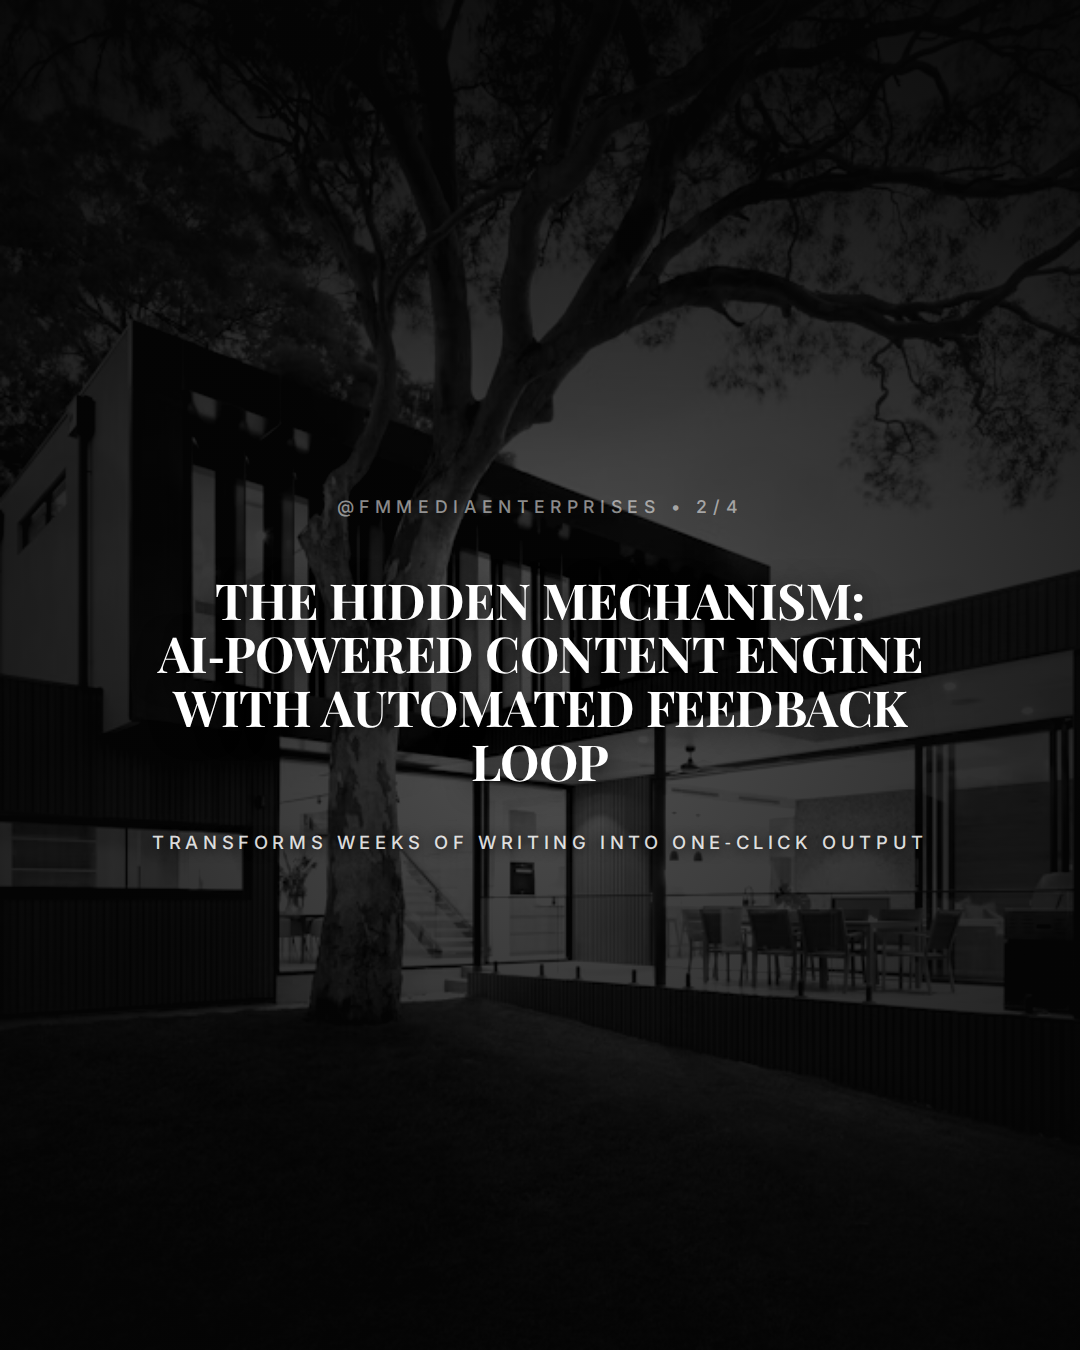 @FMMEDIAENTERPRISES • 2/4
THE HIDDEN MECHANISM:
AI-POWERED CONTENT ENGINE
WITH AUTOMATED FEEDBACK
LOOP
TRANSFORMS WEEKS OF WRITING INTO ONE-CLICK OUTPUT